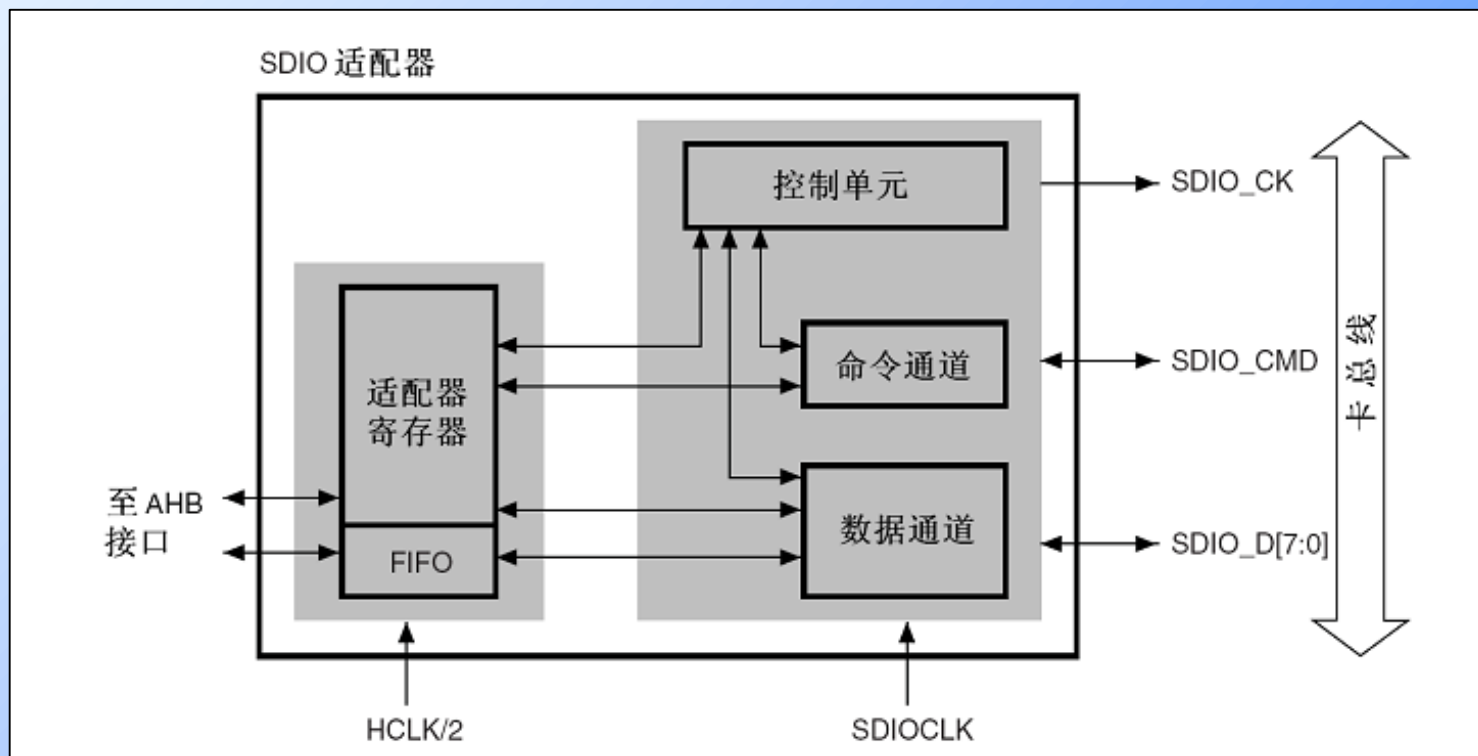 SDIO 适配器
控制单元
SDIO_CK
适配器
寄存器
命令通道
SDIO_CMD
卡总线
至 AHB
接口
FIFO
数据通道
SDIO_D[7:0]
HCLK/2
SDIOCLK